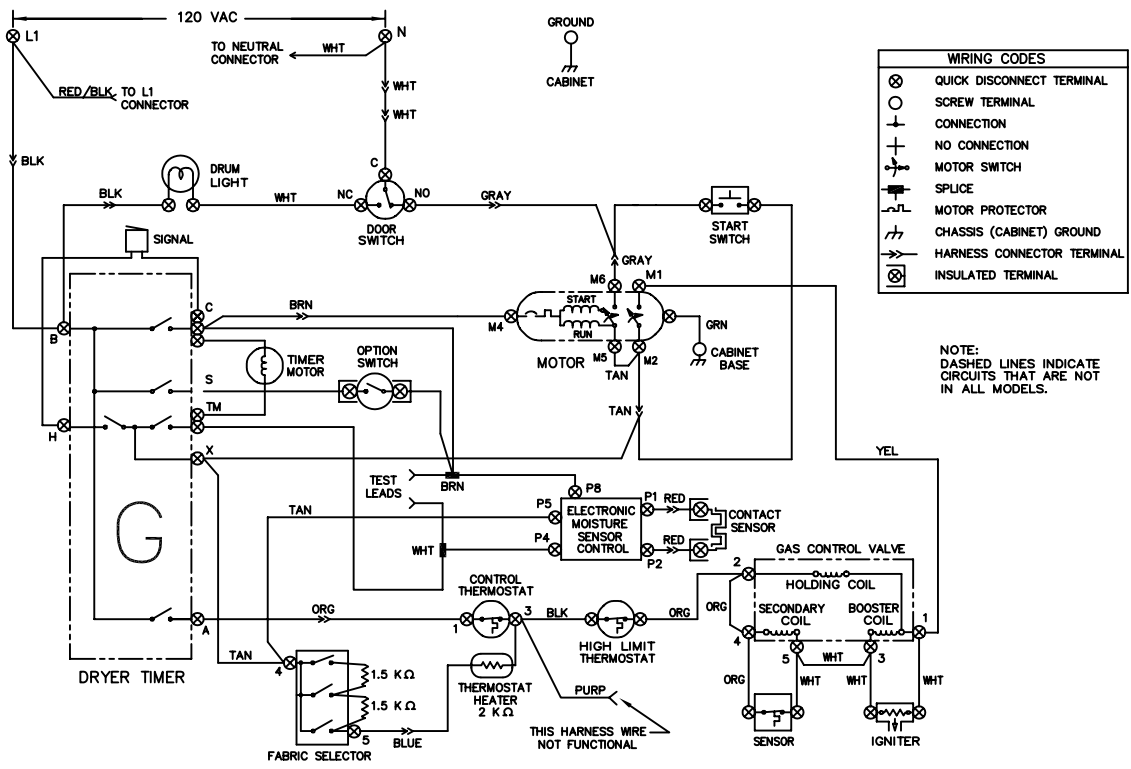 120 VAC
L1
N
TO NEUTRAL
CONNECTOR
WHT
RED/BLK
TO L1
CONNECTOR
WHT
WHT
BLK
GROUND
CABINET
WIRING CODES
QUICK DISCONNECT TERMINAL
SCREW TERMINAL
CONNECTION
NO CONNECTION
MOTOR SWITCH
SPLICE
MOTOR PROTECTOR
CHASSIS (CABINET) GROUND
HARNESS CONNECTOR TERMINAL
INSULATED TERMINAL
NOTE:
DASHED LINES INDICATE
CIRCUITS THAT ARE NOT
IN ALL MODELS.
DRUM
LIGHT
BLK
WHT
C
NC
NO
DOOR
SWITCH
GRAY
START
SWITCH
SIGNAL
GRAY
M6
M1
START
RUN
M4
M5
M2
MOTOR
TAN
GRN
CABINET
BASE
C
BRN
B
TIMER
MOTOR
OPTION
SWITCH
S
TM
H
X
TAN
YEL
TEST
LEADS
BRN
P8
P5
P4
P1
P2
RED
RED
ELECTRONIC
MOISTURE
SENSOR
CONTROL
CONTACT
SENSOR
TAN
WHT
G
A
ORG
CONTROL
THERMOSTAT
1
3
BLK
HIGH LIMIT
THERMOSTAT
ORG
GAS CONTROL VALVE
2
HOLDING COIL
ORG
SECONDARY
COIL
BOOSTER
COIL
1
4
5
WHT
3
ORG
WHT
WHT
WHT
SENSOR
IGNITER
DRYER TIMER
TAN
4
1.5 KΩ
1.5 KΩ
5
BLUE
FABRIC SELECTOR
THERMOSTAT
HEATER
2 KΩ
PURP
THIS HARNESS WIRE
NOT FUNCTIONAL